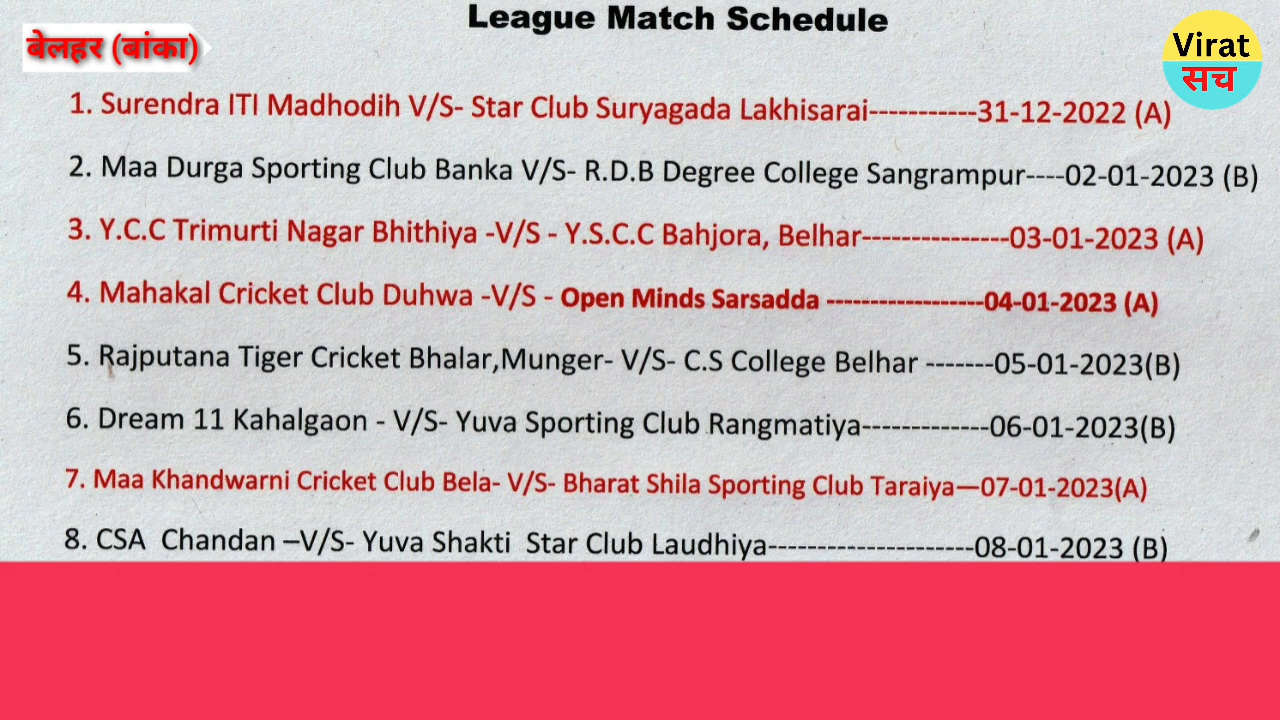 League Match Schedule
बेलहर (बांका)
Virat
सच
1. Surendra ITI Madhodih V/S- Star Club Suryagada Lakhisarai-----------31-12-2022 (A)
2. Maa Durga Sporting Club Banka V/S- R.D.B Degree College Sangrampur----02-01-2023 (B)
3. Y.C.C Trimurti Nagar Bhithiya -V/S - Y.S.C.C Bahjora, Belhar---------------03-01-2023 (A)
4. Mahakal Cricket Club Duhwa -V/S - Open Minds Sarsadda ------------------04-01-2023 (A)
5. Rajputana Tiger Cricket Bhalar,Munger- V/S- C.S College Belhar -------05-01-2023(B)
6. Dream 11 Kahalgaon - V/S- Yuva Sporting Club Rangmatiya-------------06-01-2023(B)
7. Maa Khandwarni Cricket Club Bela- V/S- Bharat Shila Sporting Club Taraiya—07-01-2023(A)
8. CSA  Chandan –V/S- Yuva Shakti  Star Club Laudhiya---------------------08-01-2023 (B)